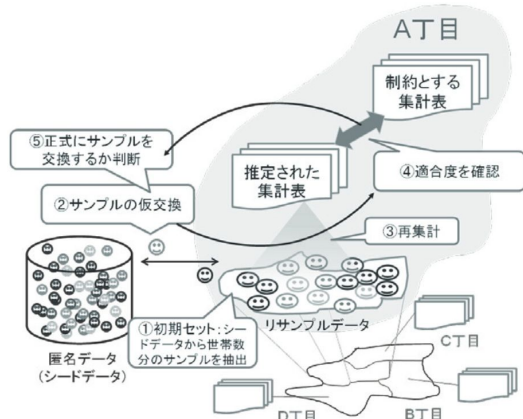 A丁目
制約とする
集計表
⑤正式にサンプルを
交換するか判断
推定された
集計表
④適合度を確認
②サンプルの仮交換
③再集計
①初期セット:シー
ドデータから世帯数
分のサンプルを抽出
リサンプルデータ
匿名データ
(シードデータ)
C丁目
D丁目
B丁目